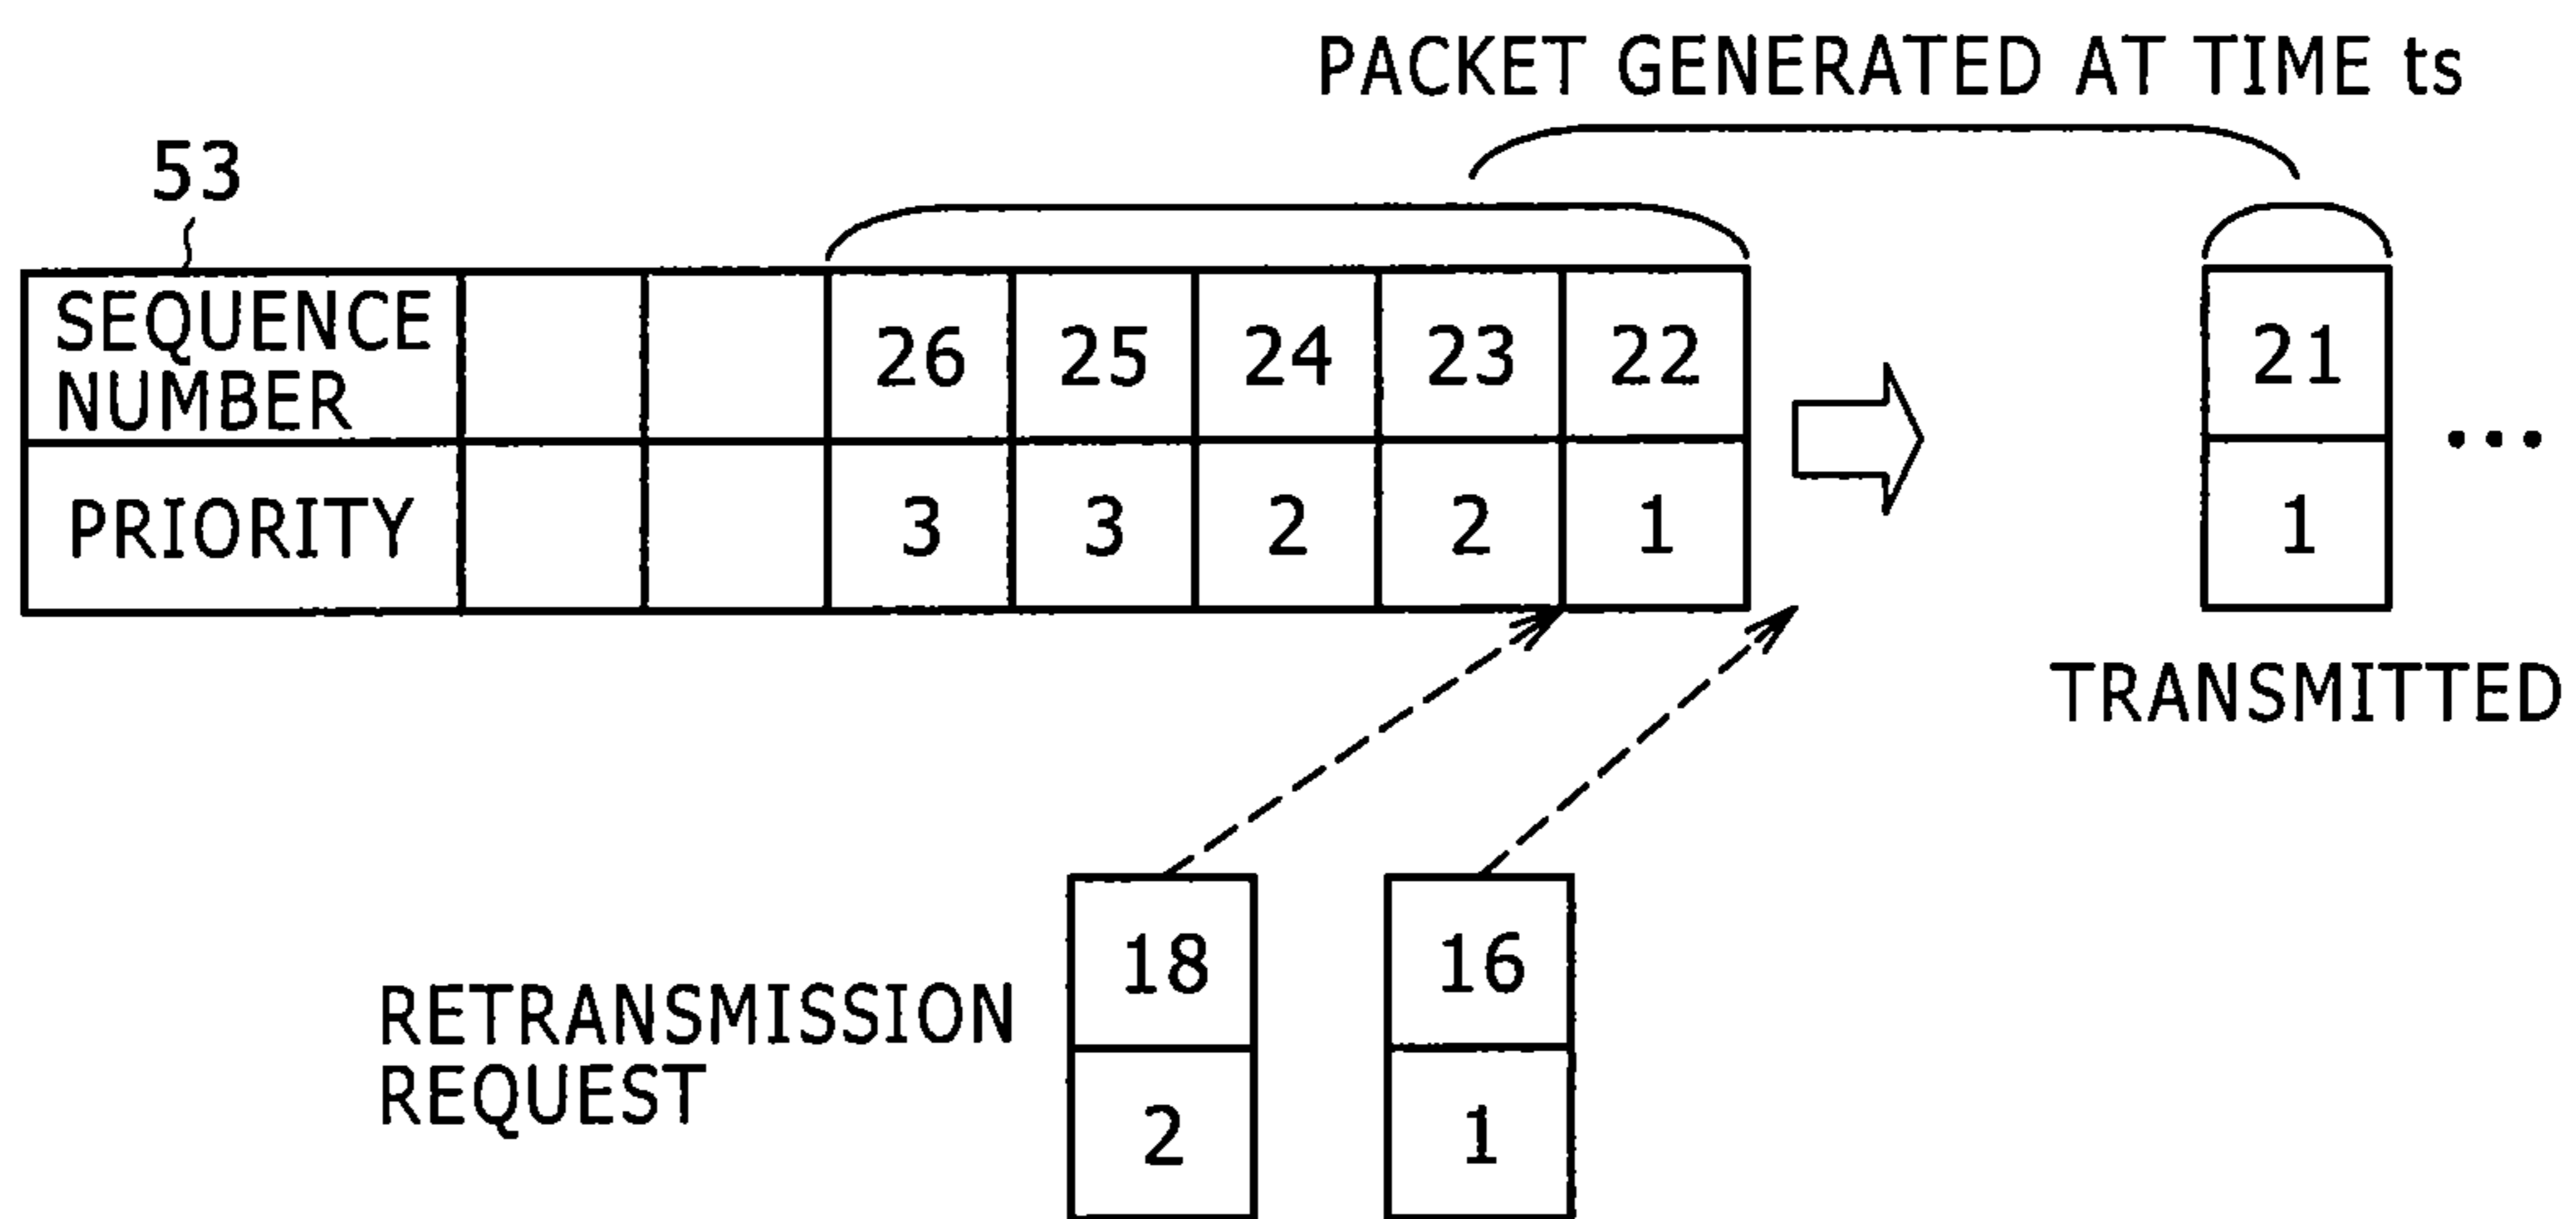 PACKET GENERATED AT TIME ts
53
SEQUENCE NUMBER 26 25 24 23 22 21
PRIORITY 3 3 2 2 1 1
...
TRANSMITTED
RETRANSMISSION REQUEST
18 16
2 1